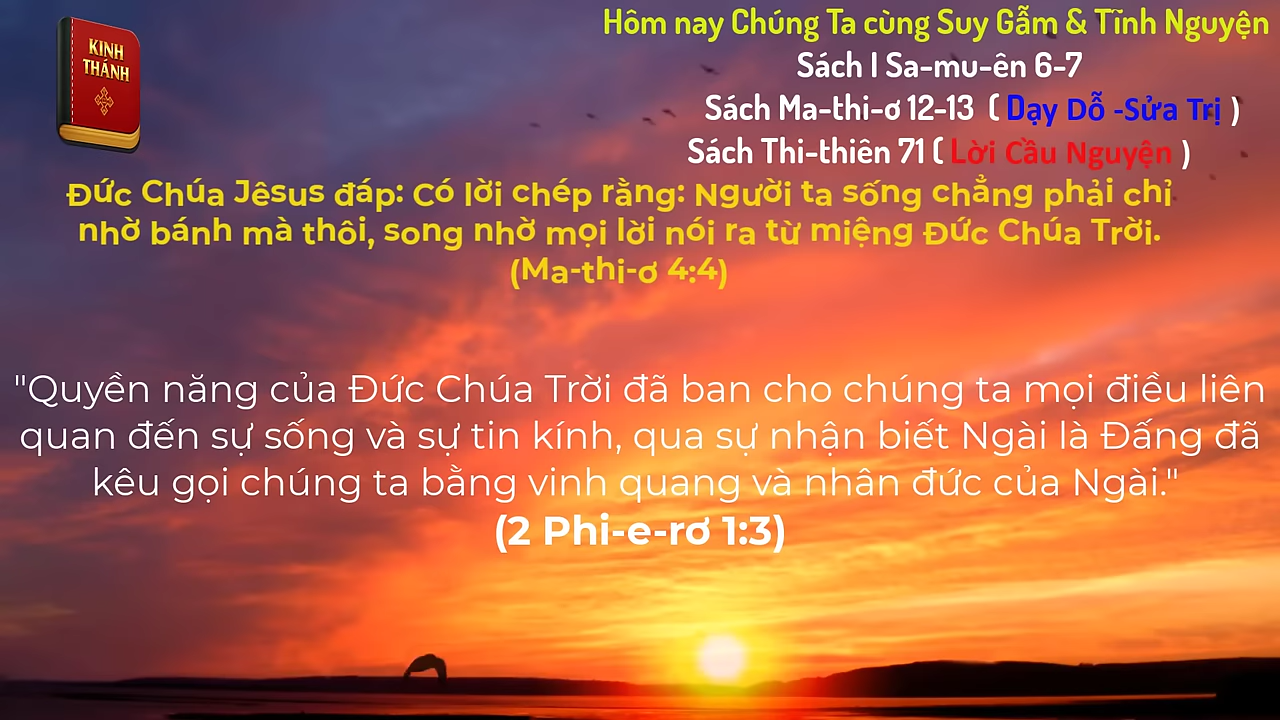 KINH
THÁNH
Hôm nay Chúng Ta cùng Suy Gẫm & Tĩnh Nguyện
Sách I Sa-mu-ên 6-7
Sách Ma-thi-ơ 12-13 ( Dạy Dỗ -Sửa Trị )
Sách Thi-thiên 71 ( Lời Cầu Nguyện )
Đức Chúa Jêsus đáp: Có lời chép rằng: Người ta sống chẳng phải chỉ
nhờ bánh mà thôi, song nhờ mọi lời nói ra từ miệng Đức Chúa Trời.
(Ma-thi-ơ 4:4)
"Quyền năng của Đức Chúa Trời đã ban cho chúng ta mọi điều liên
quan đến sự sống và sự tin kính, qua sự nhận biết Ngài là Đấng đã
kêu gọi chúng ta bằng vinh quang và nhân đức của Ngài."
(2 Phi-e-rơ 1:3)